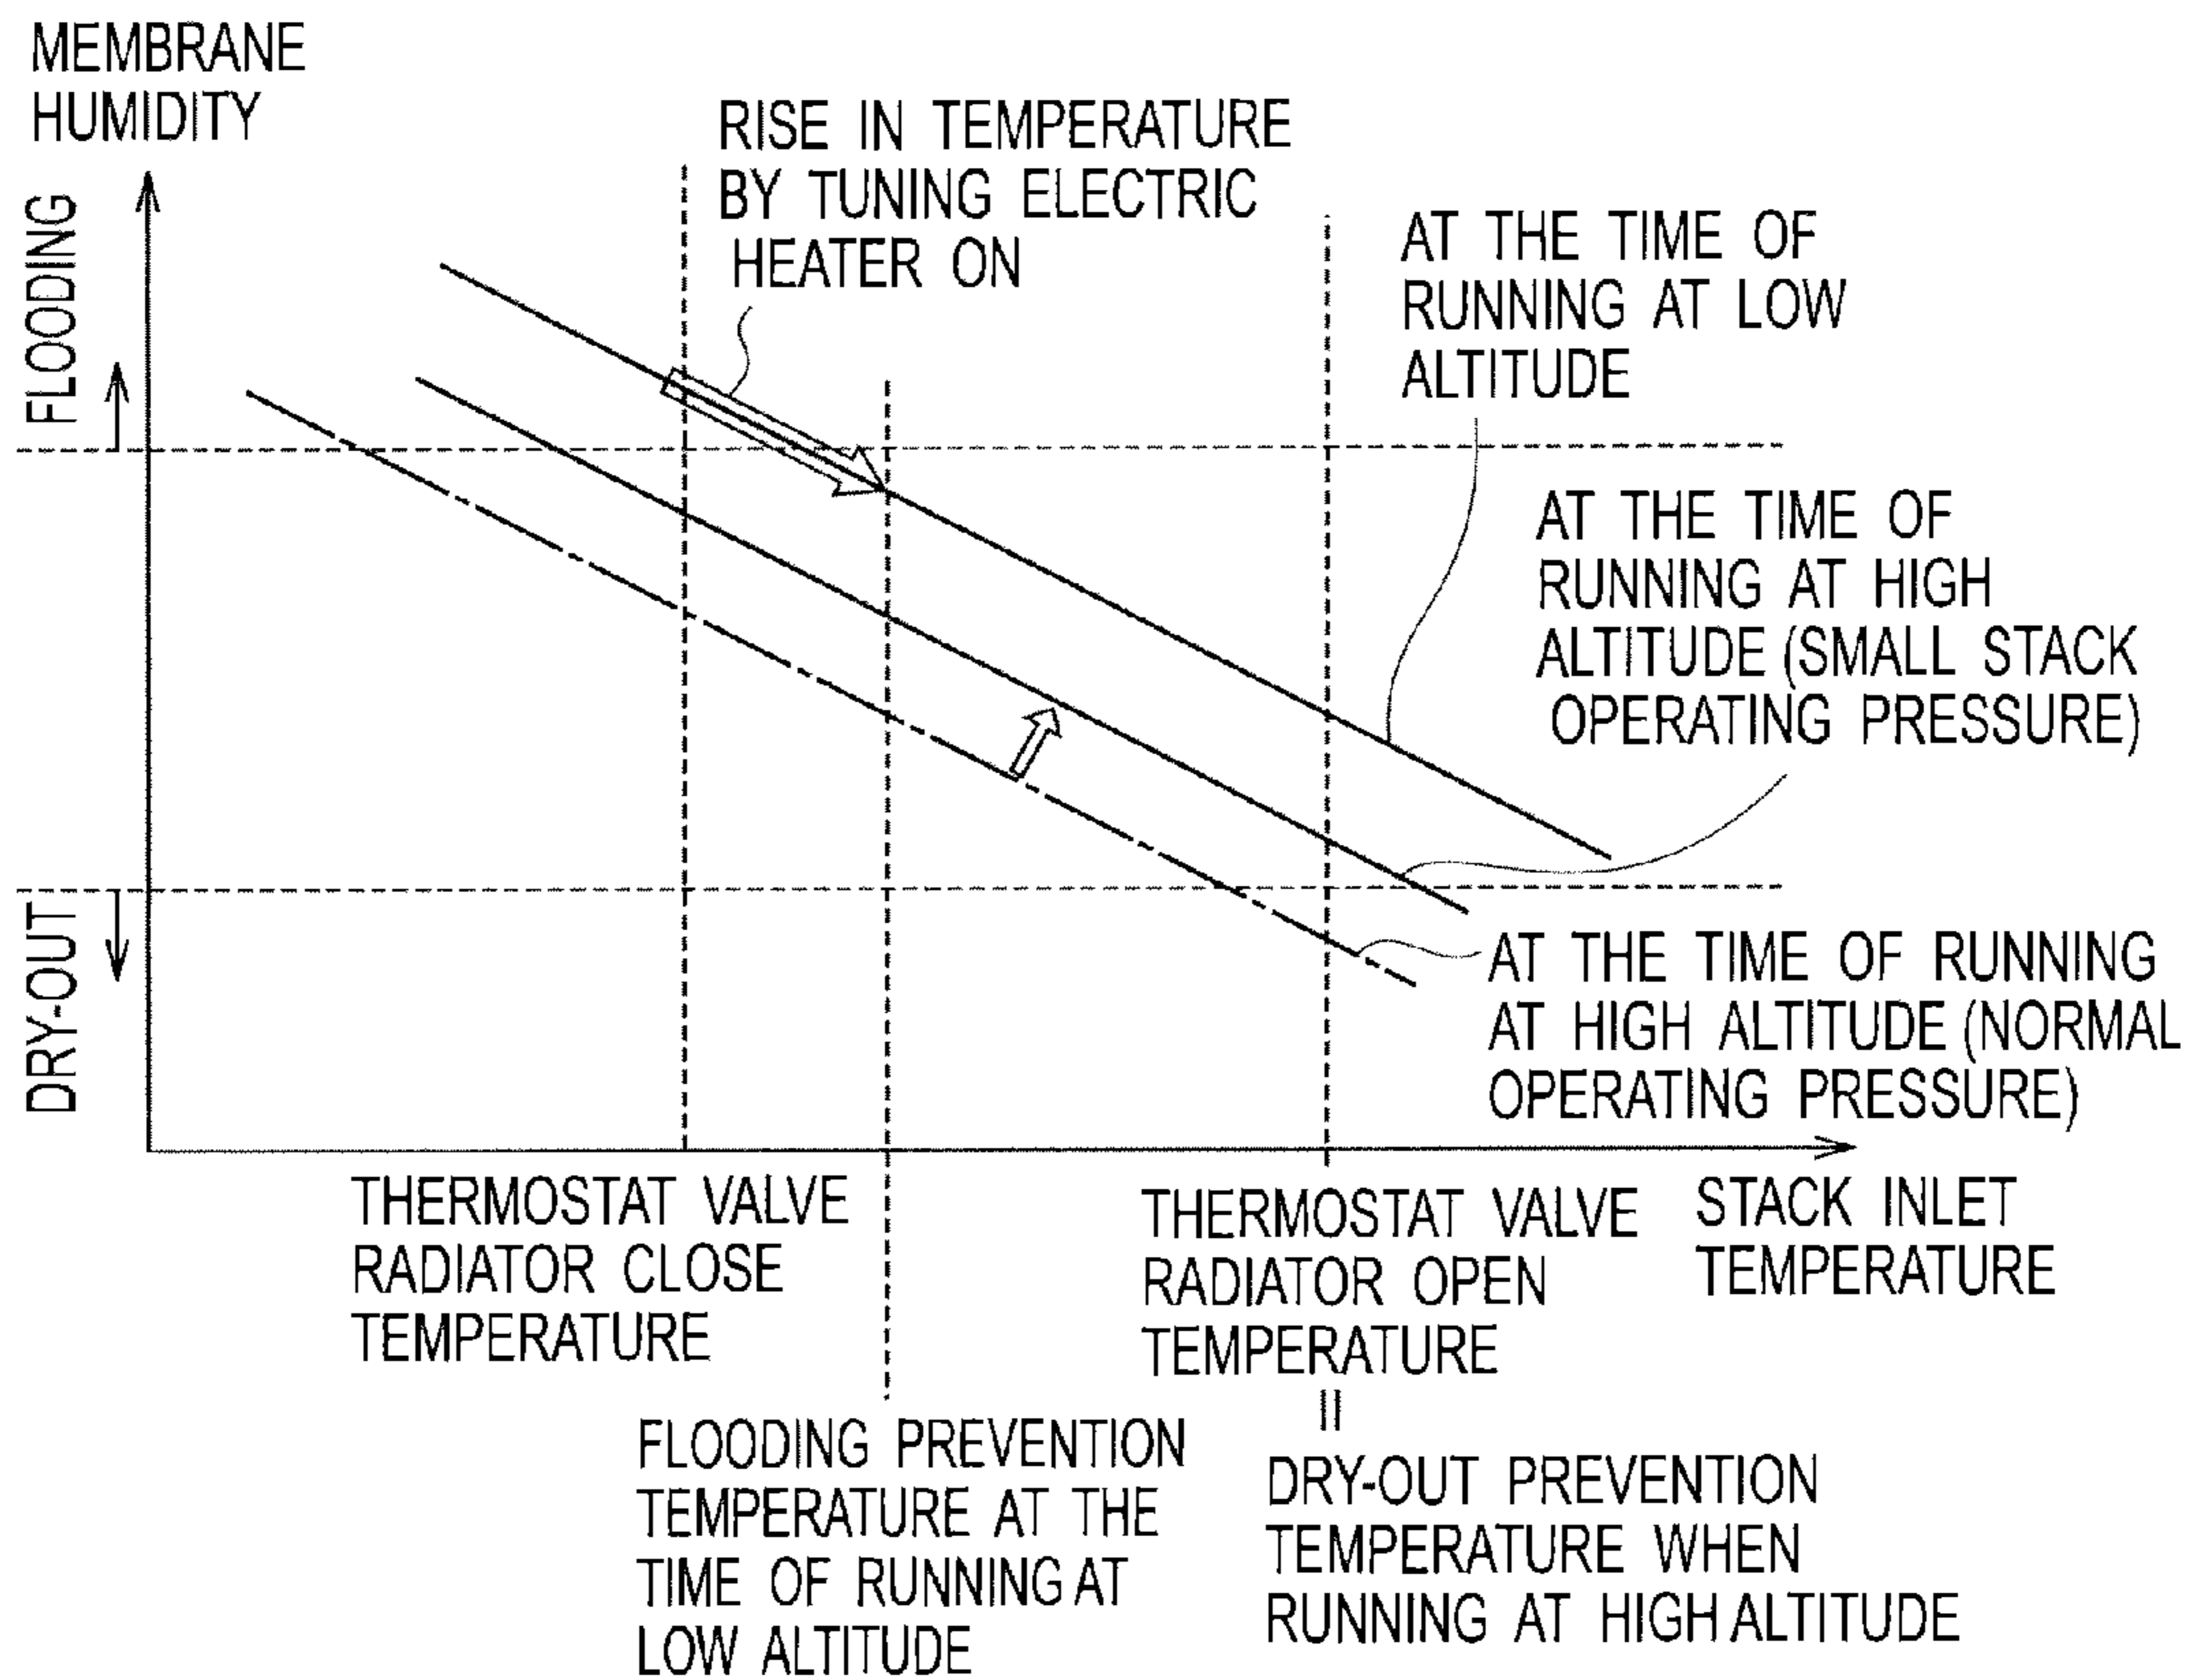 MEMBRANE
HUMIDITY
FLOODING
DRY-OUT
RISE IN TEMPERATURE
BY TUNING ELECTRIC
HEATER ON
AT THE TIME OF
RUNNING AT LOW
ALTITUDE
AT THE TIME OF
RUNNING AT HIGH
ALTITUDE (SMALL STACK
OPERATING PRESSURE)
AT THE TIME OF RUNNING
AT HIGH ALTITUDE (NORMAL
OPERATING PRESSURE)
THERMOSTAT VALVE
RADIATOR CLOSE
TEMPERATURE
THERMOSTAT VALVE
RADIATOR OPEN
TEMPERATURE
STACK INLET
TEMPERATURE
FLOODING PREVENTION
TEMPERATURE AT THE
TIME OF RUNNING AT
LOW ALTITUDE
=
DRY-OUT PREVENTION
TEMPERATURE WHEN
RUNNING AT HIGH ALTITUDE